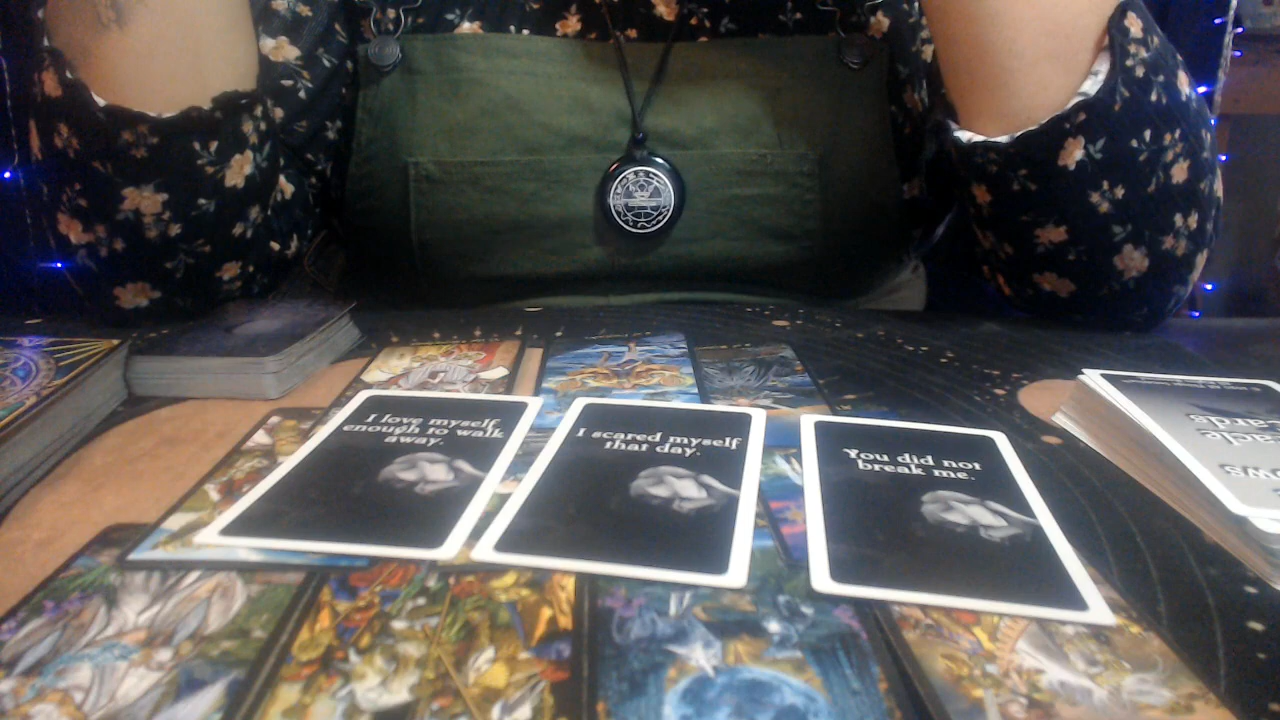 I love myself
enough to walk
away.
I scared myself
that day.
You did not
break me.